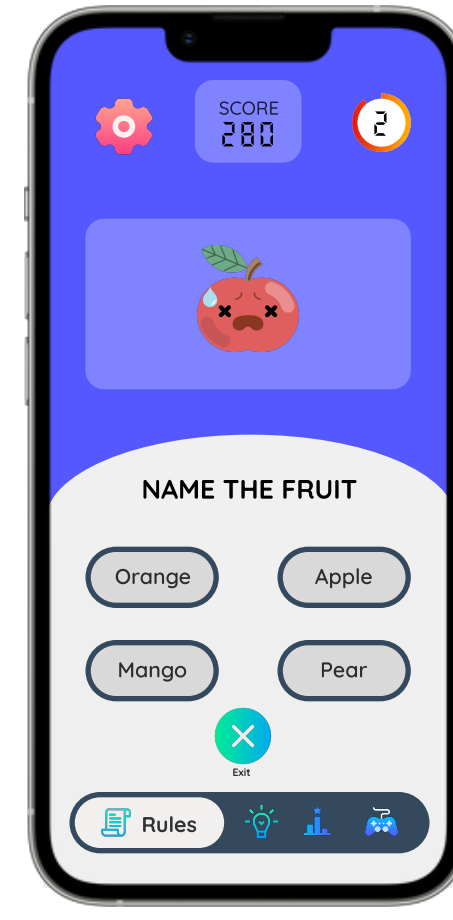 SCORE
280
2
NAME THE FRUIT
Orange
Apple
Mango
Pear
Exit
Rules